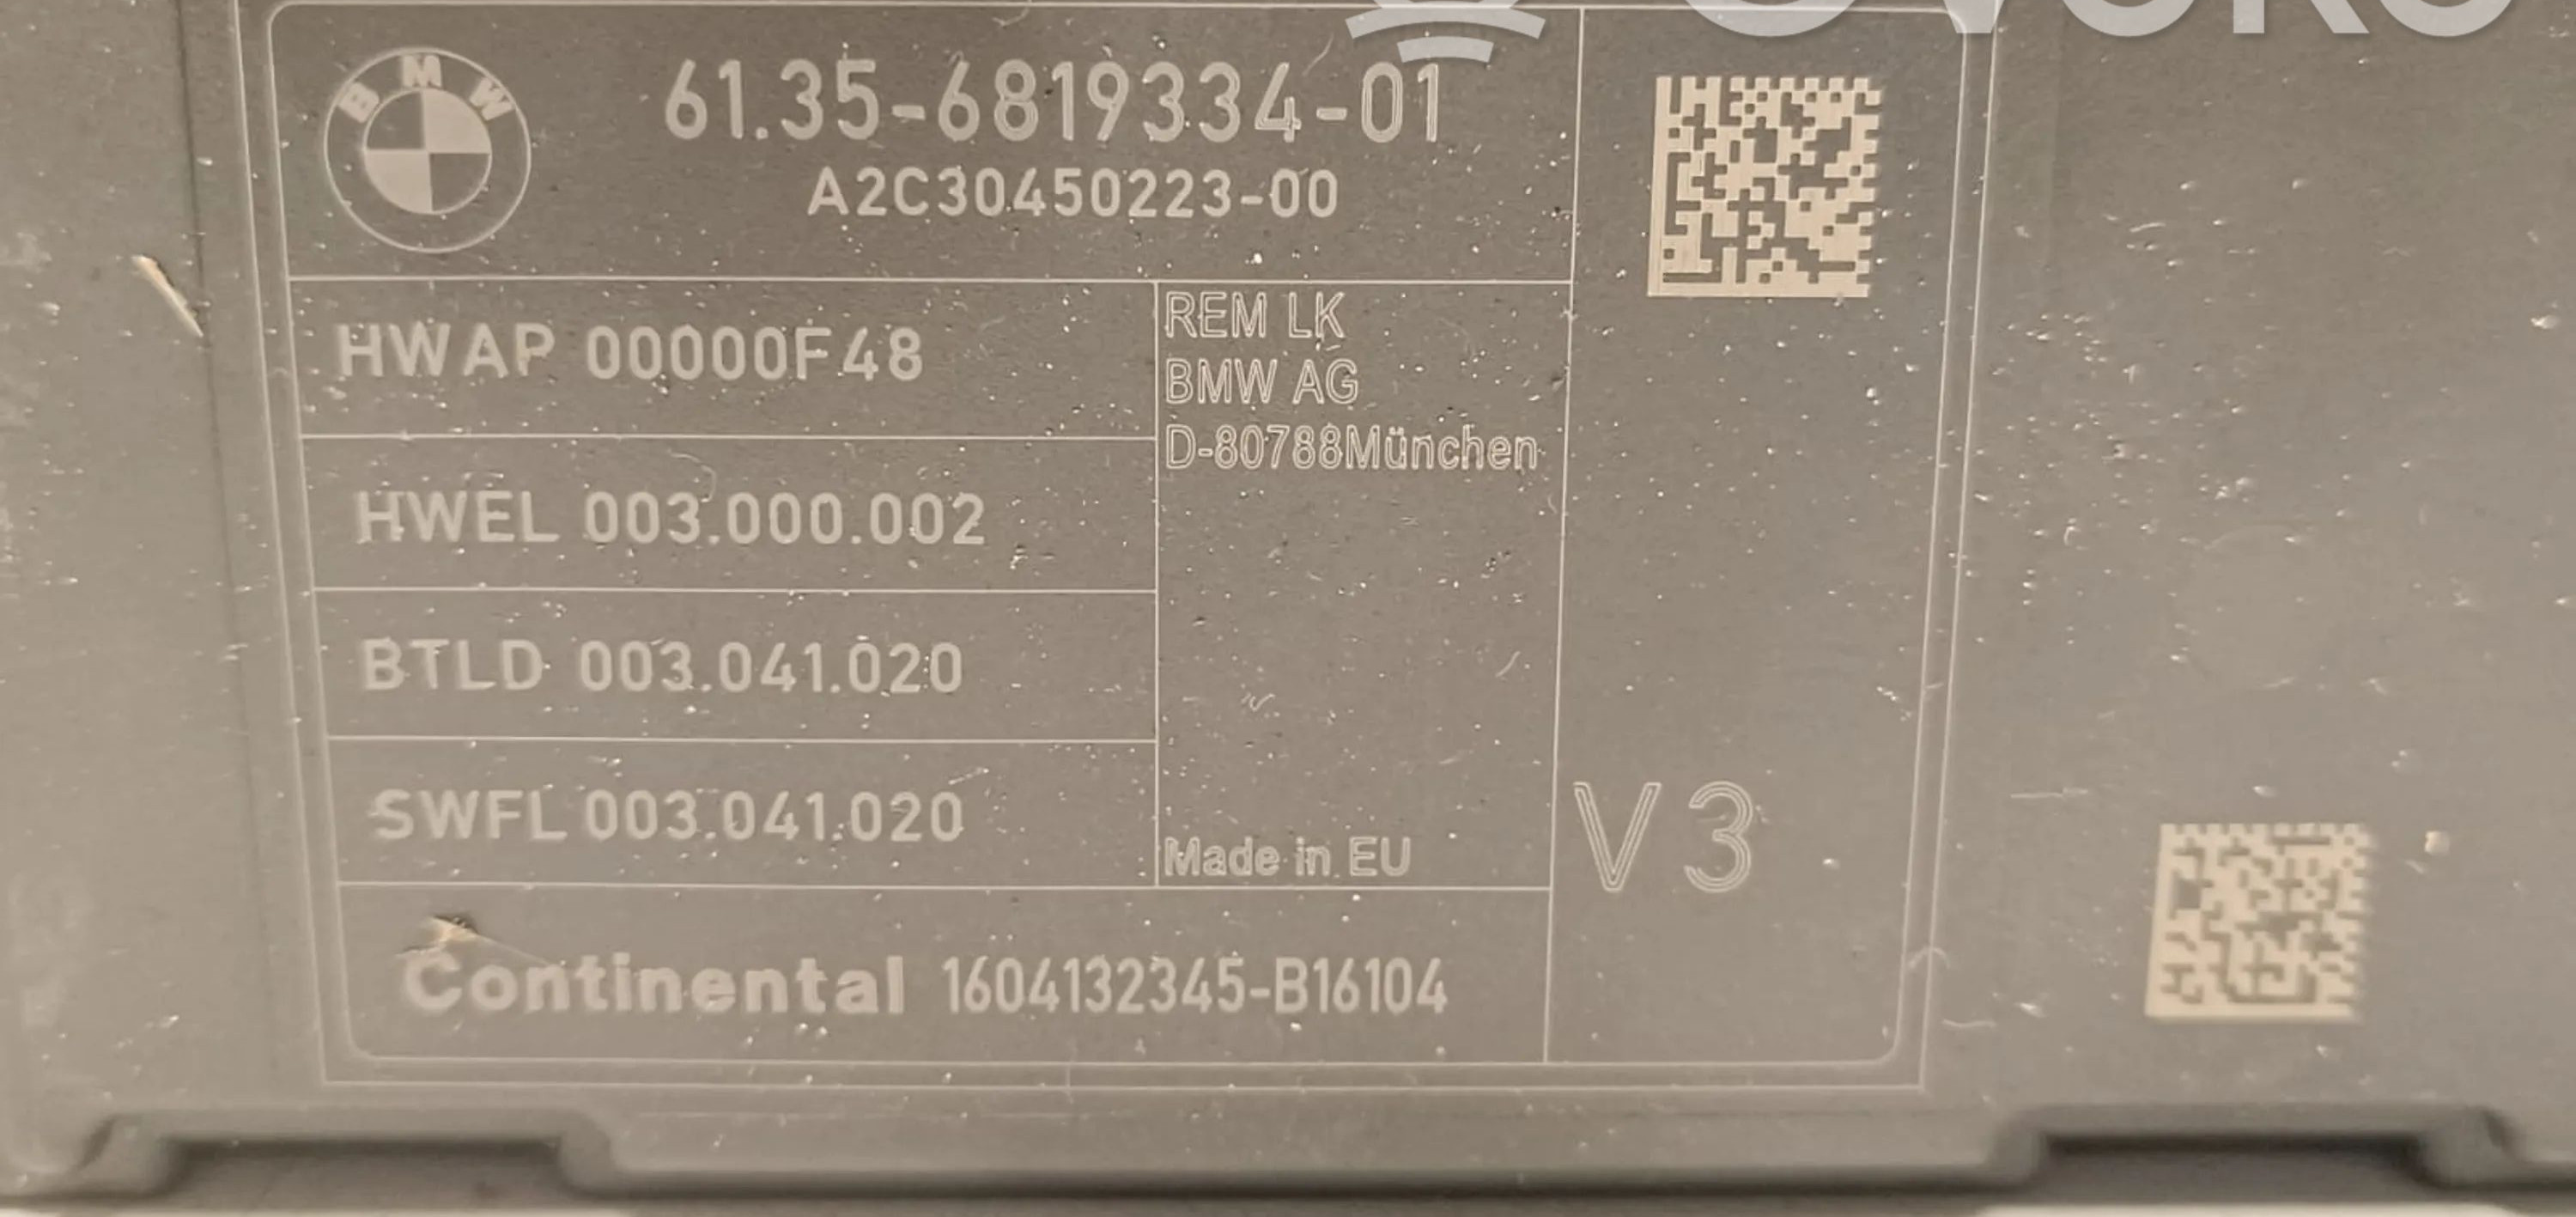 BMW
61.35-6819334-01
A2C30450223-00
HWAP 00000F48
REM LK
BMW AG
D-80788München
HWEL 003.000.002
BTLD 003.041.020
SWFL 003.041.020
Made in EU
V3
Continental 1604132345-B16104